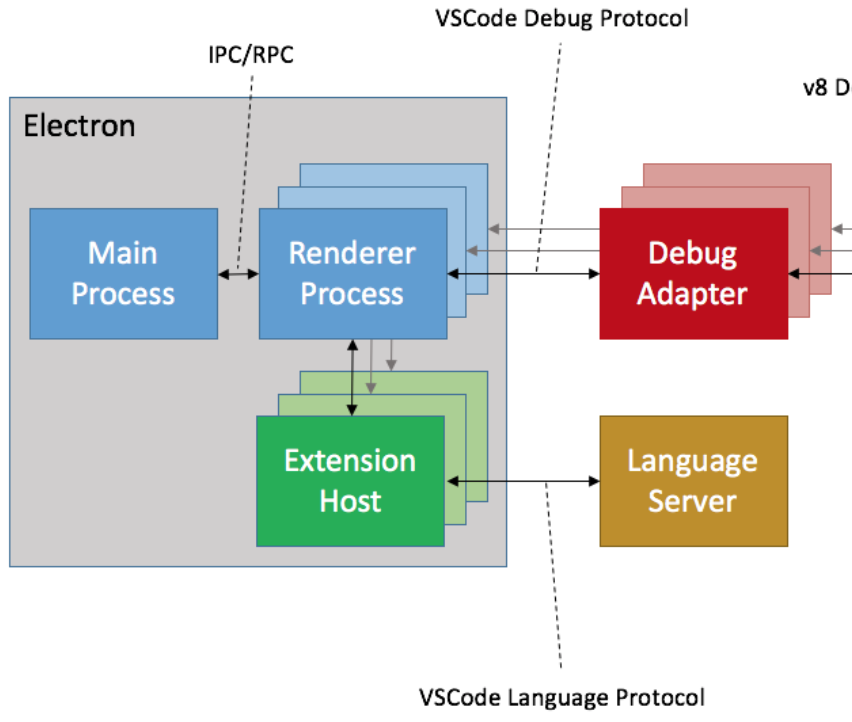 VSCode Debug Protocol
IPC/RPC
v8 D
Electron
Main
Process
Renderer
Process
Debug
Adapter
Extension
Host
Language
Server
VSCode Language Protocol